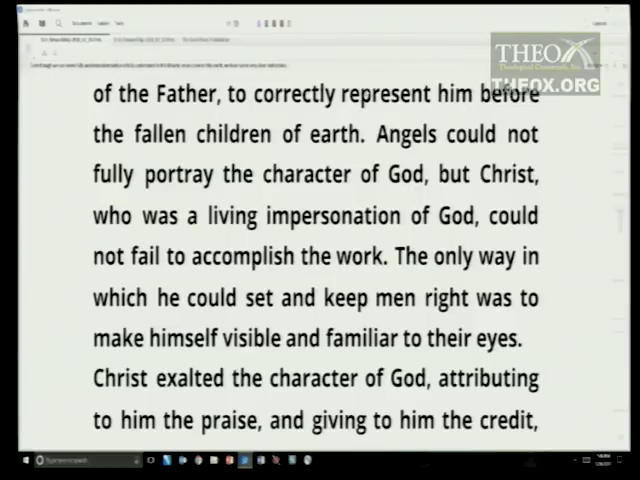 THEOX
THEOX.ORG
of the Father, to correctly represent him before
the fallen children of earth. Angels could not
fully portray the character of God, but Christ,
who was a living impersonation of God, could
not fail to accomplish the work. The only way in
which he could set and keep men right was to
make himself visible and familiar to their eyes.
Christ exalted the character of God, attributing
to him the praise, and giving to him the credit,